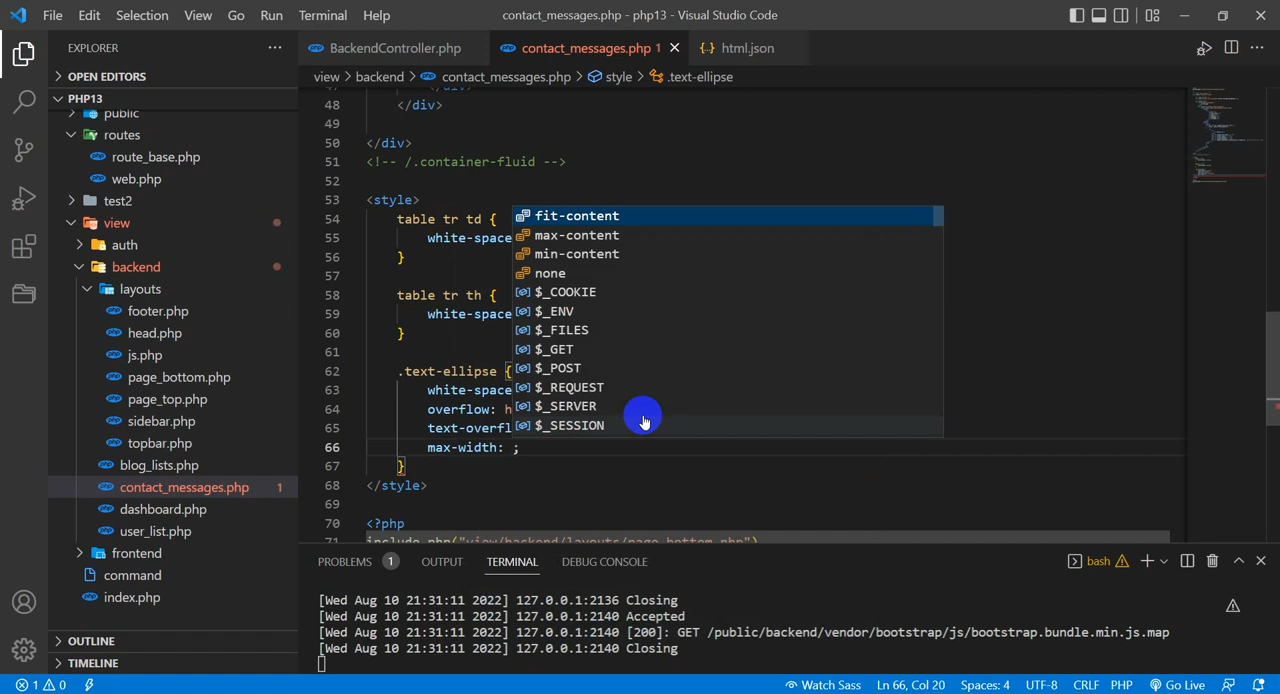 File Edit Selection View Go Run Terminal Help
contact_messages.php - php13 - Visual Studio Code
EXPLORER
OPEN EDITORS
PHP13
public
routes
route_base.php
web.php
test2
view
auth
backend
layouts
footer.php
head.php
js.php
page_bottom.php
page_top.php
sidebar.php
topbar.php
blog_lists.php
contact_messages.php 1
dashboard.php
user_list.php
frontend
command
index.php
OUTLINE
TIMELINE
BackendController.php contact_messages.php 1 html.json
view > backend > contact_messages.php > style > .text-ellipse
47 </div>
48 </div>
49
50 </div>
51 <!-- /.container-fluid -->
52
53 <style>
54 table tr td {
55 white-space
56 }
57
58 table tr th {
59 white-space
60 }
61
62 .text-ellipse {
63 white-space
64 overflow: h
65 text-overfl
66 max-width: ;
67 }
68 </style>
69
70 <?php
71 include php("view/backend/layouts/page_bottom.php")
fit-content
max-content
min-content
none
$_COOKIE
$_ENV
$_FILES
$_GET
$_POST
$_REQUEST
$_SERVER
$_SESSION
PROBLEMS 1 OUTPUT TERMINAL DEBUG CONSOLE
bash
[Wed Aug 10 21:31:11 2022] 127.0.0.1:2136 Closing
[Wed Aug 10 21:31:11 2022] 127.0.0.1:2140 Accepted
[Wed Aug 10 21:31:11 2022] 127.0.0.1:2140 [200]: GET /public/backend/vendor/bootstrap/js/bootstrap.bundle.min.js.map
[Wed Aug 10 21:31:11 2022] 127.0.0.1:2140 Closing
1 0 Watch Sass Ln 66, Col 20 Spaces: 4 UTF-8 CRLF PHP Go Live